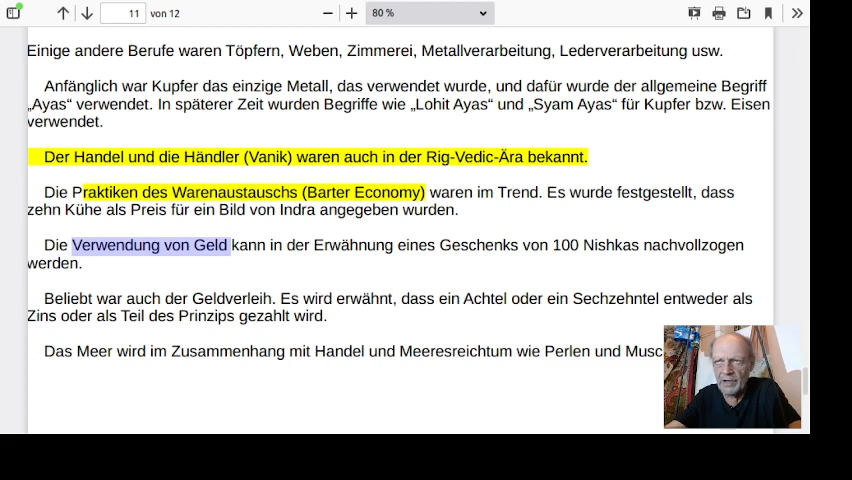 11 von 12 80 %
Einige andere Berufe waren Töpfern, Weben, Zimmerei, Metallverarbeitung, Lederverarbeitung usw.
Anfänglich war Kupfer das einzige Metall, das verwendet wurde, und dafür wurde der allgemeine Begriff
„Ayas“ verwendet. In späterer Zeit wurden Begriffe wie „Lohit Ayas“ und „Syam Ayas“ für Kupfer bzw. Eisen
verwendet.
Der Handel und die Händler (Vanik) waren auch in der Rig-Vedic-Ära bekannt.
Die Praktiken des Warenaustauschs (Barter Economy) waren im Trend. Es wurde festgestellt, dass
zehn Kühe als Preis für ein Bild von Indra angegeben wurden.
Die Verwendung von Geld kann in der Erwähnung eines Geschenks von 100 Nishkas nachvollzogen
werden.
Beliebt war auch der Geldverleih. Es wird erwähnt, dass ein Achtel oder ein Sechzehntel entweder als
Zins oder als Teil des Prinzips gezahlt wird.
Das Meer wird im Zusammenhang mit Handel und Meeresreichtum wie Perlen und